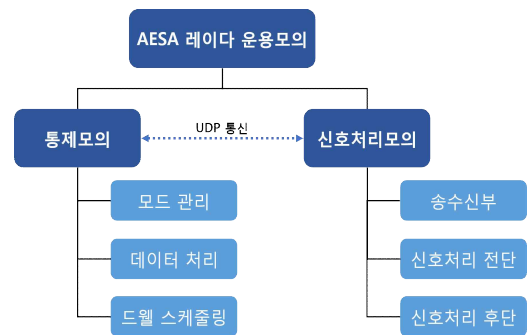 AESA 레이다 운용모의
통제모의
UDP 통신
신호처리모의
모드 관리
데이터 처리
드웰 스케줄링
송수신부
신호처리 전단
신호처리 후단